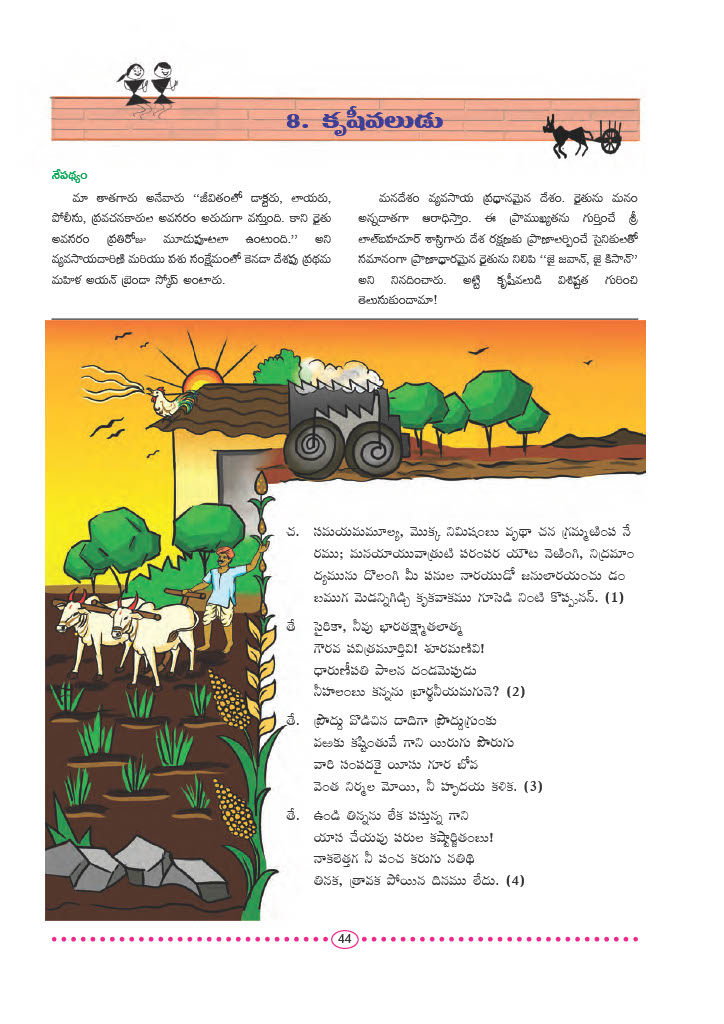 8. కృషీవలుడు
నేపథ్యం
మా తాతగారు అనేవారు ‘‘జీవితంలో డాక్టరు, లాయరు,
పోలీసు, ప్రవచనకారుల అవసరం అరుదుగా వస్తుంది. కాని రైతు
అవసరం ప్రతిరోజు మూడుపూటలా ఉంటుంది.’’ అని
వ్యవసాయదారిణి మరియు పశు సంక్షేమంలో కెనడా దేశపు ప్రథమ
మహిళ అయన్ బ్రెండా స్కోప్ అంటారు.
మనదేశం వ్యవసాయ ప్రధానమైన దేశం. రైతును మనం
అన్నదాతగా ఆరాధిస్తాం. ఈ ప్రాముఖ్యతను గుర్తించే శ్రీ
లాల్‌బహదూర్ శాస్త్రిగారు దేశ రక్షణకు ప్రాణాలర్పించే సైనికులతో
సమానంగా ప్రాణాధారమైన రైతును నిలిపి ‘‘జై జవాన్, జై కిసాన్’’
అని నినదించారు. అట్టి కృషీవలుడి విశిష్టత గురించి
తెలుసుకుందామా!
చ. సమయమమూల్య, మొక్క నిమిషంబు వృథా చన గ్రమ్మఱింప నే
రము; మనయాయువాత్రుటి పరంపర యౌట నెఱింగి, నిద్రమాం
ద్యమును దొలంగి మీ పనుల నారయుడో జనులారయంచు డం
బముగ మెడన్నిగిడ్చి కృకవాకము గూసెడి నింటి కొప్పునన్. (1)
తే సైరికా, నీవు భారతక్ష్మాతలాత్మ
గౌరవ పవిత్రమూర్తివి! శూరమణివి!
ధారుణీపతి పాలన దండమెపుడు
నీహలంబు కన్నను బ్రార్థనీయమగునె? (2)
తే. ప్రొద్దు వొడిచిన దాదిగా ప్రొద్దుగ్రుంకు
వఱకు కష్టింతువే గాని యిరుగు పొరుగు
వారి సంపదకై యీసు గూర బోవ
వెంత నిర్మల మోయి, నీ హృదయ కళిక. (3)
తే. ఉండి తిన్నను లేక పస్తున్న గాని
యాస చేయవు పరుల కష్టార్జితంబు!
నాకలెత్తగ నీ పంచ కరుగు నతిథి
తినక, త్రావక పోయిన దినము లేదు. (4)
44